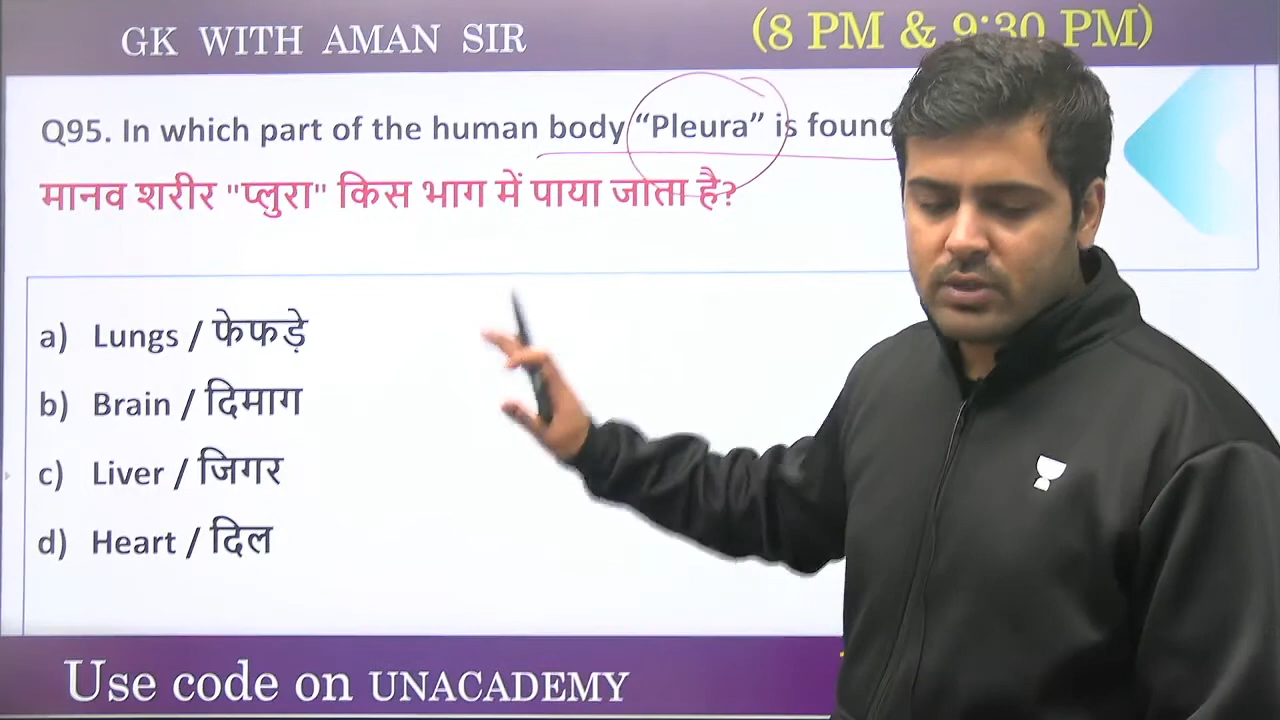 GK WITH AMAN SIR
(8 PM & 9:30 PM)
Q95. In which part of the human body “Pleura” is found
मानव शरीर "प्लुरा" किस भाग में पाया जाता है?
a) Lungs / फेफड़े
b) Brain / दिमाग
c) Liver / जिगर
d) Heart / दिल
Use code on UNACADEMY